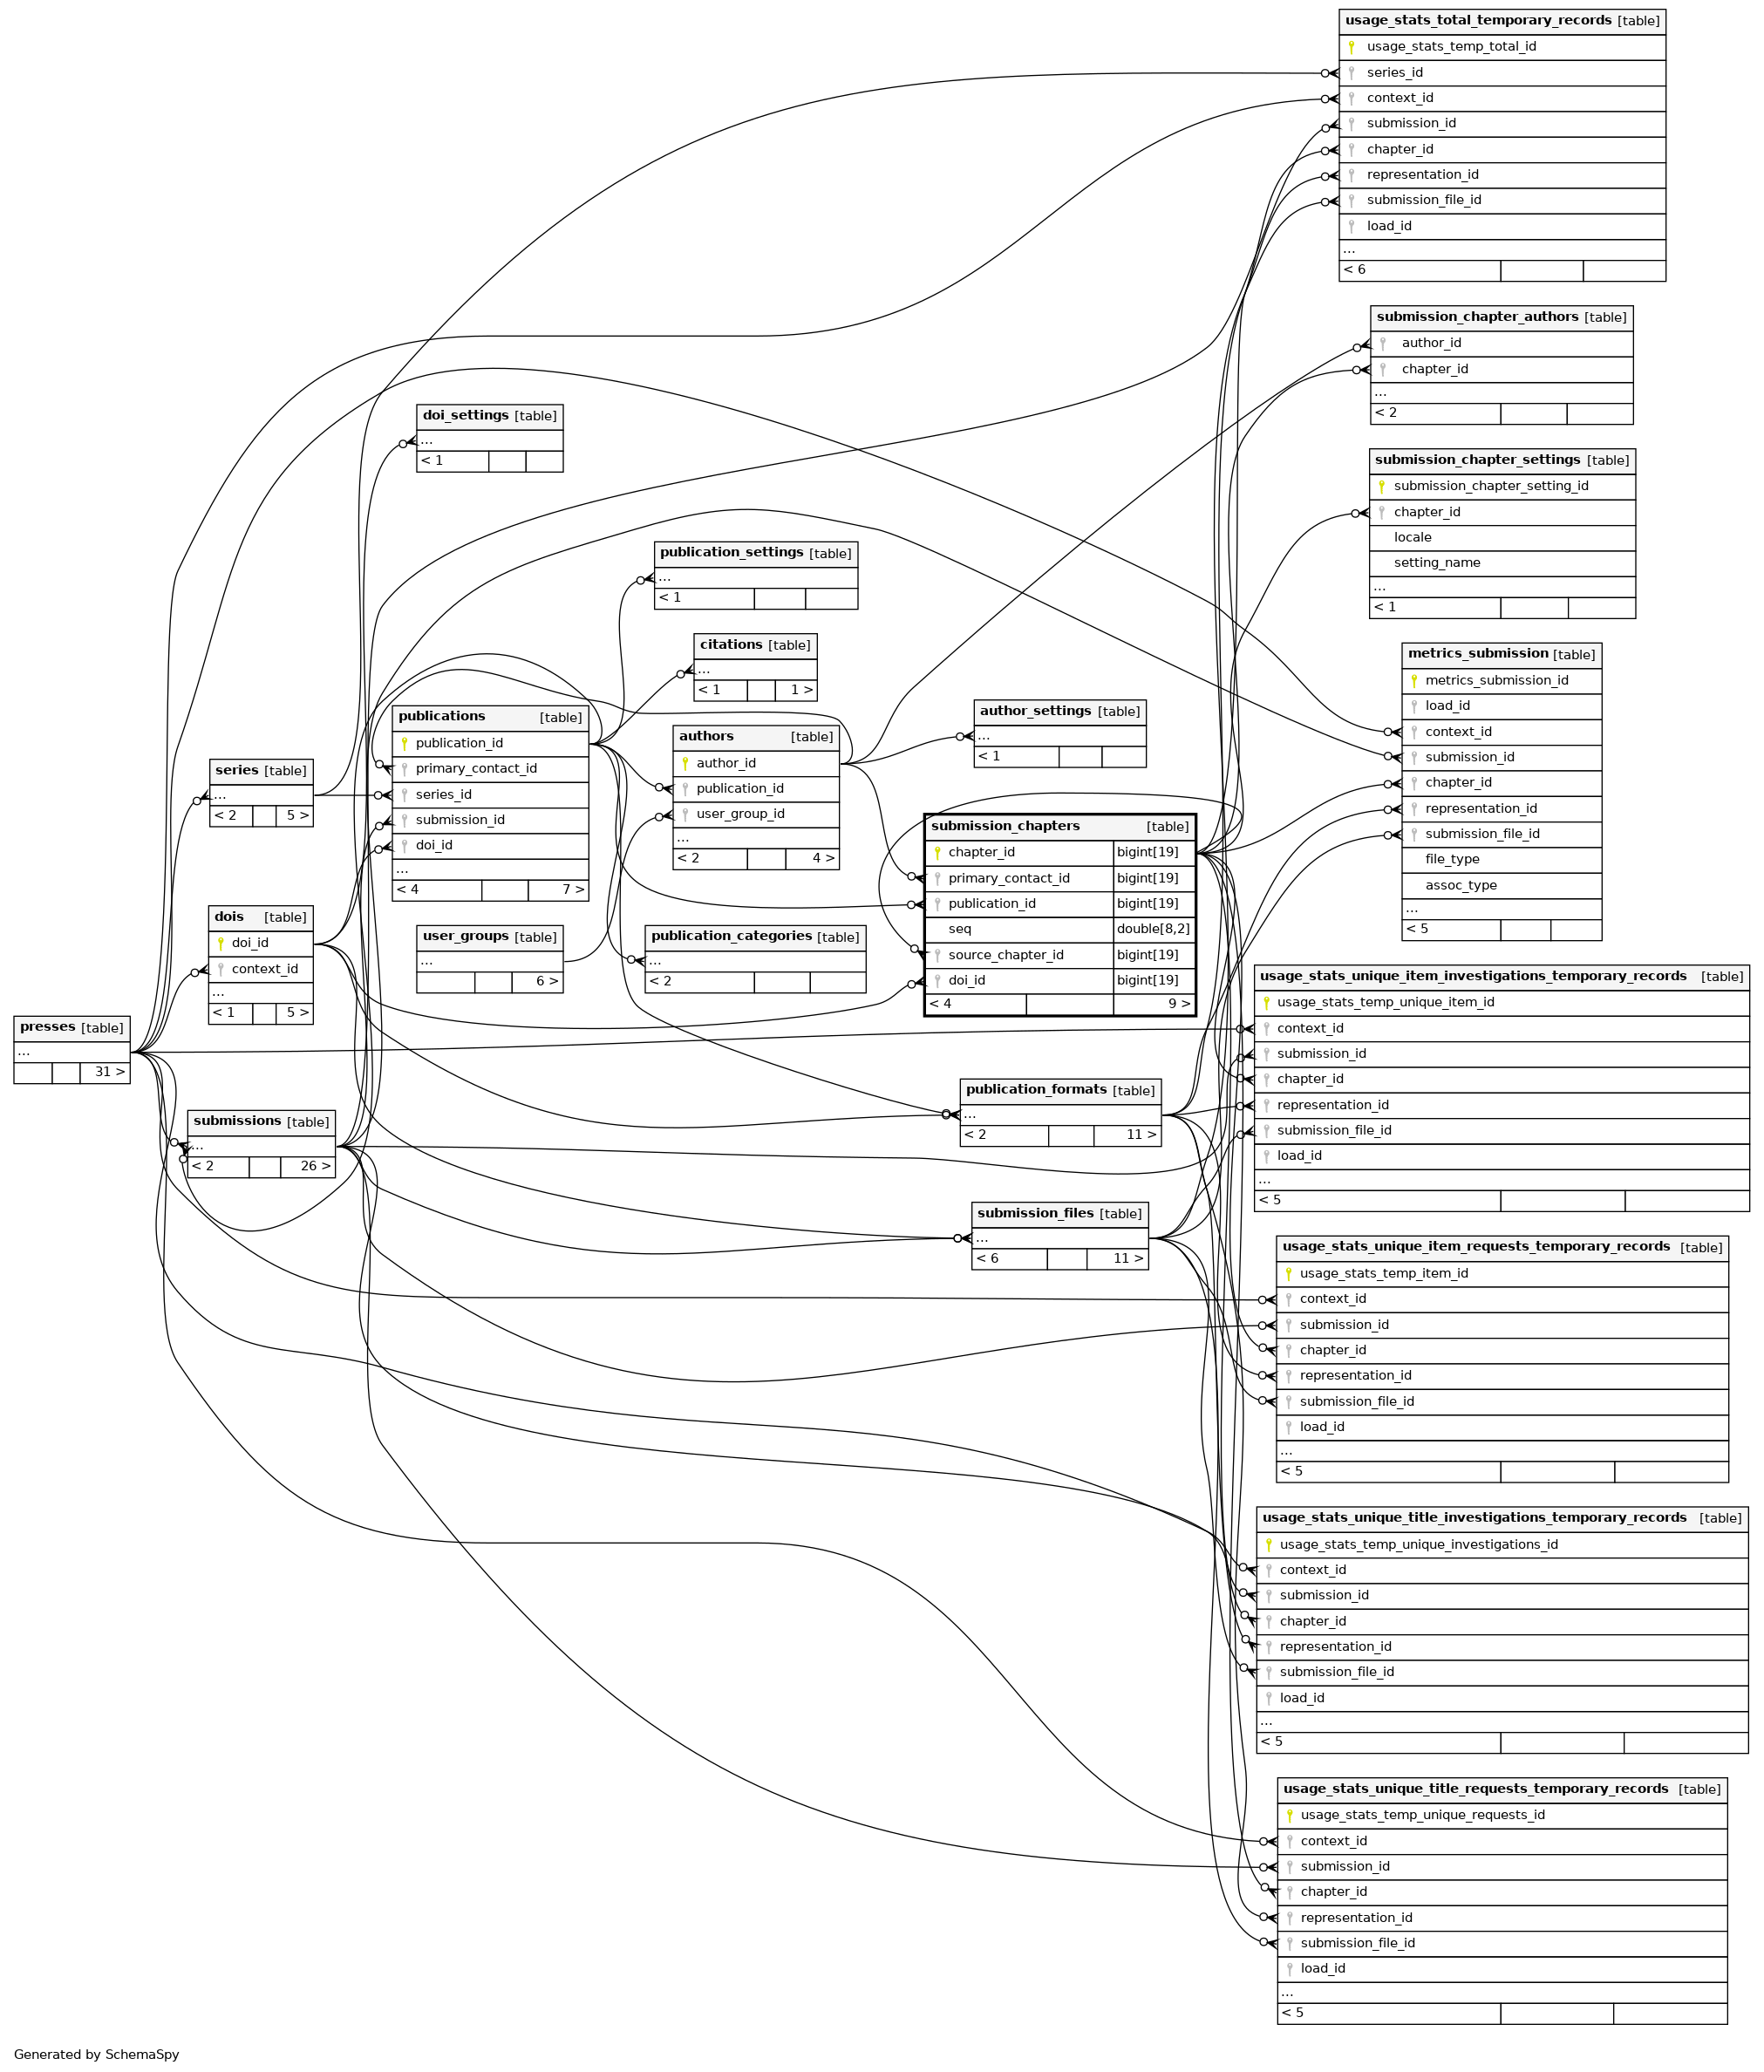 usage_stats_total_temporary_records [table]
usage_stats_temp_total_id
series_id
context_id
submission_id
chapter_id
representation_id
submission_file_id
load_id
...
< 6
submission_chapter_authors [table]
author_id
chapter_id
...
< 2
submission_chapter_settings [table]
submission_chapter_setting_id
chapter_id
locale
setting_name
...
< 1
metrics_submission [table]
metrics_submission_id
load_id
context_id
submission_id
chapter_id
representation_id
submission_file_id
file_type
assoc_type
...
< 5
doi_settings [table]
...
< 1
publication_settings [table]
...
< 1
citations [table]
...
< 1 1 >
publications [table]
publication_id
primary_contact_id
series_id
submission_id
doi_id
...
< 4 7 >
authors [table]
author_id
publication_id
user_group_id
...
< 2 4 >
author_settings [table]
...
< 1
series [table]
...
< 2 5 >
submission_chapters [table]
chapter_id bigint[19]
primary_contact_id bigint[19]
publication_id bigint[19]
seq double[8,2]
source_chapter_id bigint[19]
doi_id bigint[19]
< 4 9 >
dois [table]
doi_id
context_id
...
< 1 5 >
user_groups [table]
...
6 >
publication_categories [table]
...
< 2
presses [table]
...
31 >
submissions [table]
...
< 2 26 >
publication_formats [table]
...
< 2 11 >
submission_files [table]
...
< 6 11 >
usage_stats_unique_item_investigations_temporary_records [table]
usage_stats_temp_unique_item_id
context_id
submission_id
chapter_id
representation_id
submission_file_id
load_id
...
< 5
usage_stats_unique_item_requests_temporary_records [table]
usage_stats_temp_item_id
context_id
submission_id
chapter_id
representation_id
submission_file_id
load_id
...
< 5
usage_stats_unique_title_investigations_temporary_records [table]
usage_stats_temp_unique_investigations_id
context_id
submission_id
chapter_id
representation_id
submission_file_id
load_id
...
< 5
usage_stats_unique_title_requests_temporary_records [table]
usage_stats_temp_unique_requests_id
context_id
submission_id
chapter_id
representation_id
submission_file_id
load_id
...
< 5
Generated by SchemaSpy